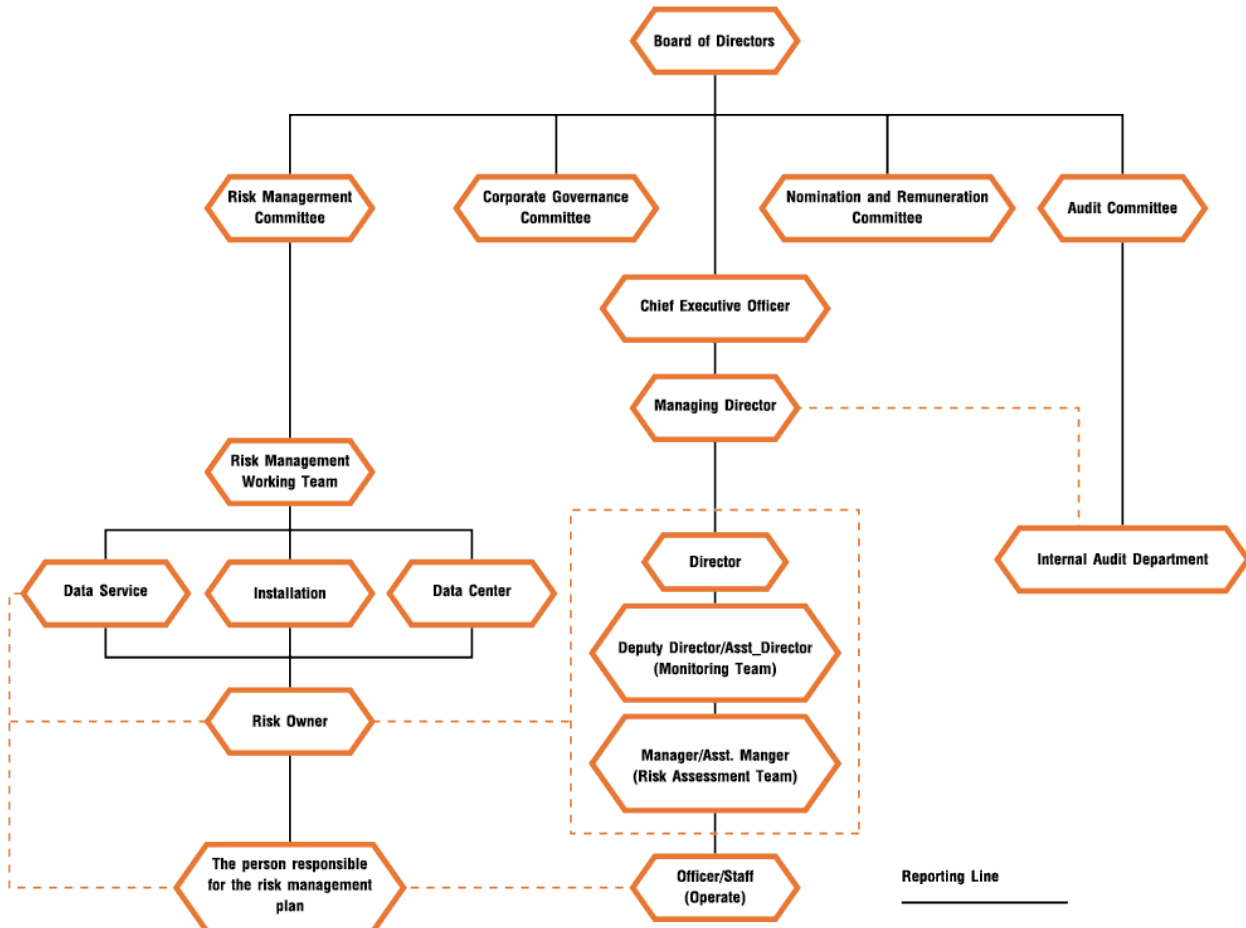 Board of Directors
Risk Managerment
Committee
Corporate Governance
Committee
Nomination and Remuneration
Committee
Audit Committee
Chief Executive Officer
Managing Director
Risk Management
Working Team
Data Service
Installation
Data Center
Director
Internal Audit Department
Deputy Director/Asst_Director
(Monitoring Team)
Risk Owner
Manager/Asst. Manger
(Risk Assessment Team)
The person responsible
for the risk management
plan
Officer/Staff
(Operate)
Reporting Line